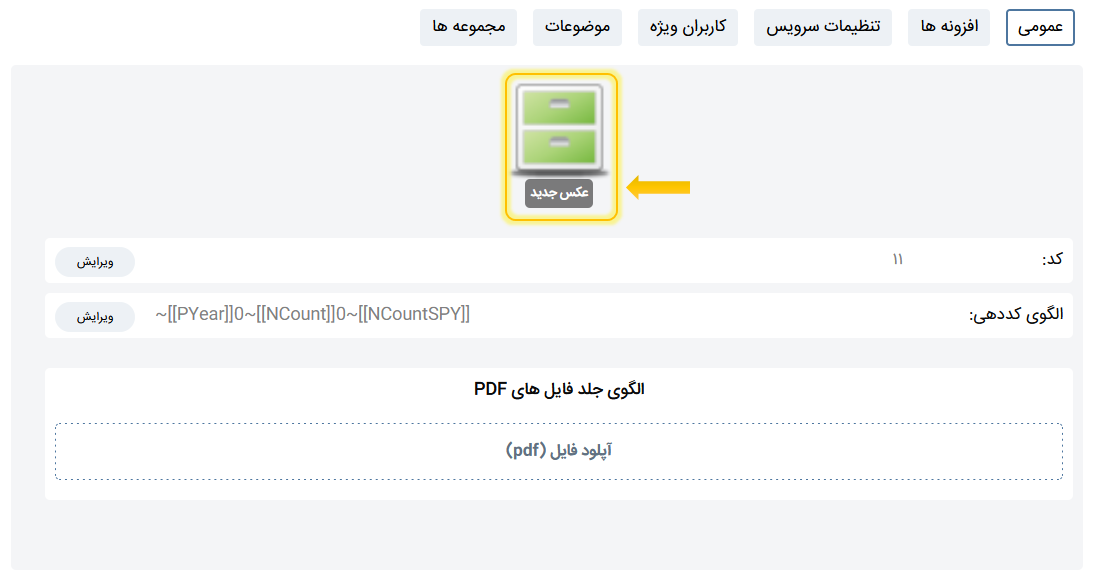 عمومی افزونه ها تنظیمات سرویس کاربران ویژه موضوعات مجموعه ها
عکس جدید
کد: ۱۱ ویرایش
الگوی کددهی: ~[[PYear]]0~[[NCount]]0~[[NCountSPY]] ویرایش
الگوی جلد فایل های PDF
آپلود فایل (pdf)